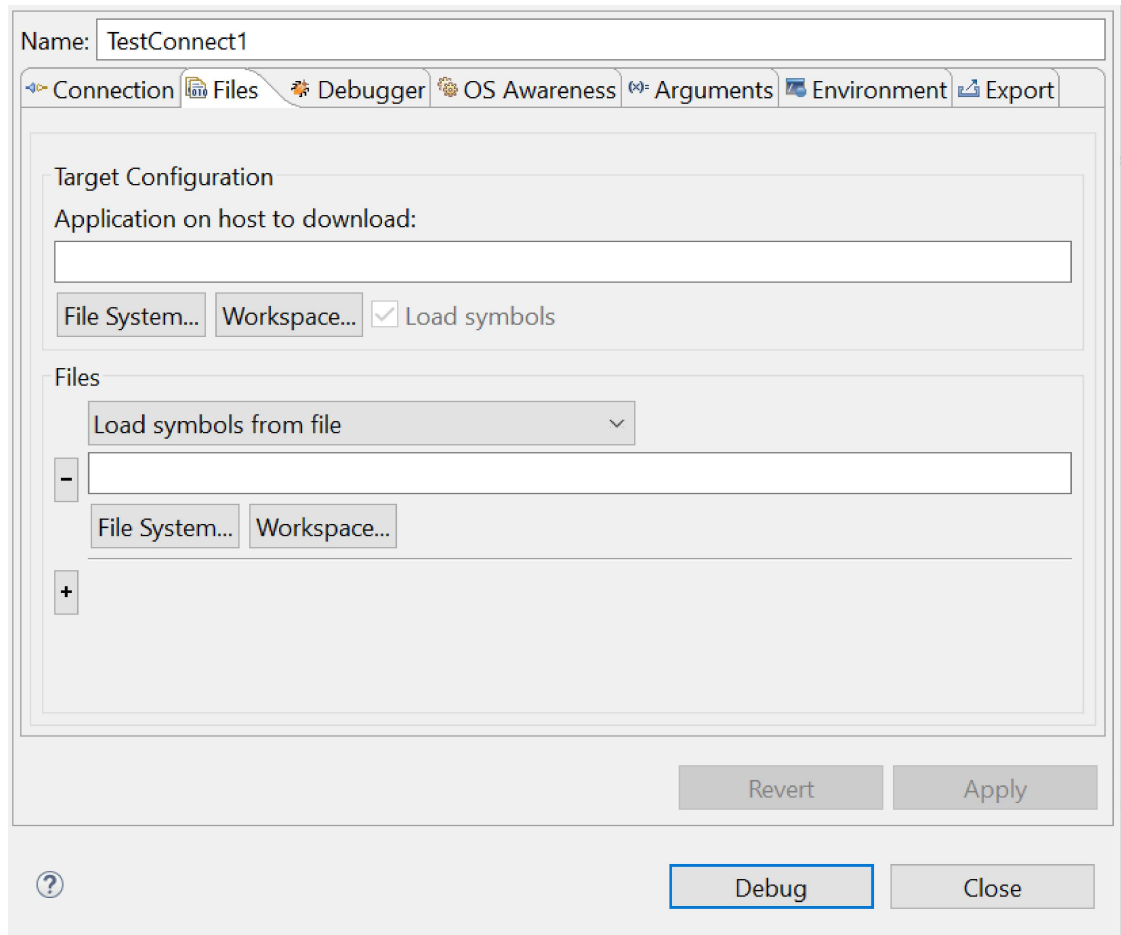 Name: TestConnect1
Connection Files Debugger OS Awareness (x)= Arguments Environment Export
Target Configuration
Application on host to download:
File System... Workspace... Load symbols
Files
Load symbols from file
-
File System... Workspace...
+
Revert Apply
? Debug Close